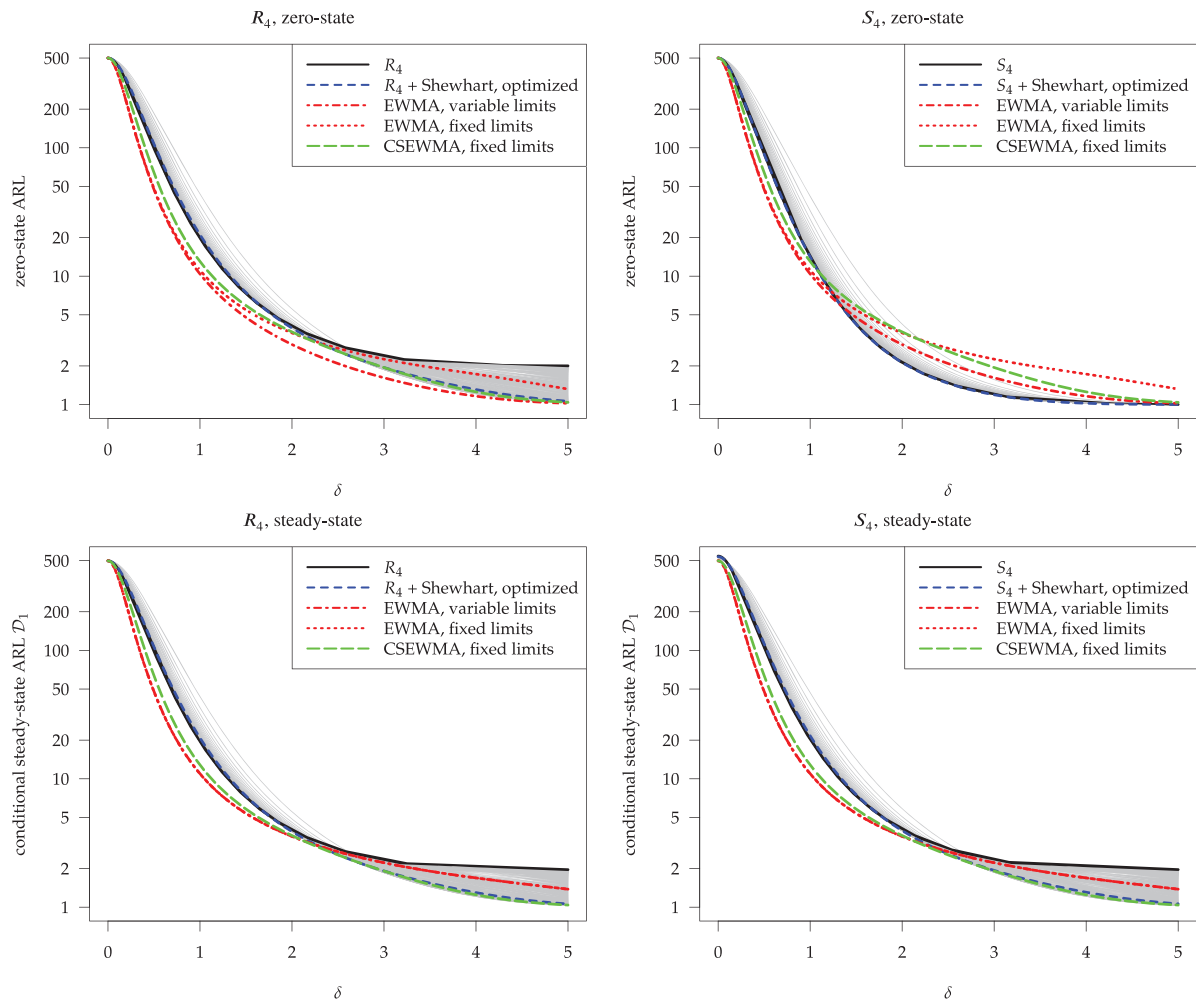 R₄, zero-state
zero-state ARL
500
200
100
50
20
10
5
2
1
R₄
R₄ + Shewhart, optimized
EWMA, variable limits
EWMA, fixed limits
CSEWMA, fixed limits
0 1 2 3 4 5
δ
S₄, zero-state
zero-state ARL
500
200
100
50
20
10
5
2
1
S₄
S₄ + Shewhart, optimized
EWMA, variable limits
EWMA, fixed limits
CSEWMA, fixed limits
0 1 2 3 4 5
δ
R₄, steady-state
conditional steady-state ARL 𝒟₁
500
200
100
50
20
10
5
2
1
R₄
R₄ + Shewhart, optimized
EWMA, variable limits
EWMA, fixed limits
CSEWMA, fixed limits
0 1 2 3 4 5
δ
S₄, steady-state
conditional steady-state ARL 𝒟₁
500
200
100
50
20
10
5
2
1
S₄
S₄ + Shewhart, optimized
EWMA, variable limits
EWMA, fixed limits
CSEWMA, fixed limits
0 1 2 3 4 5
δ